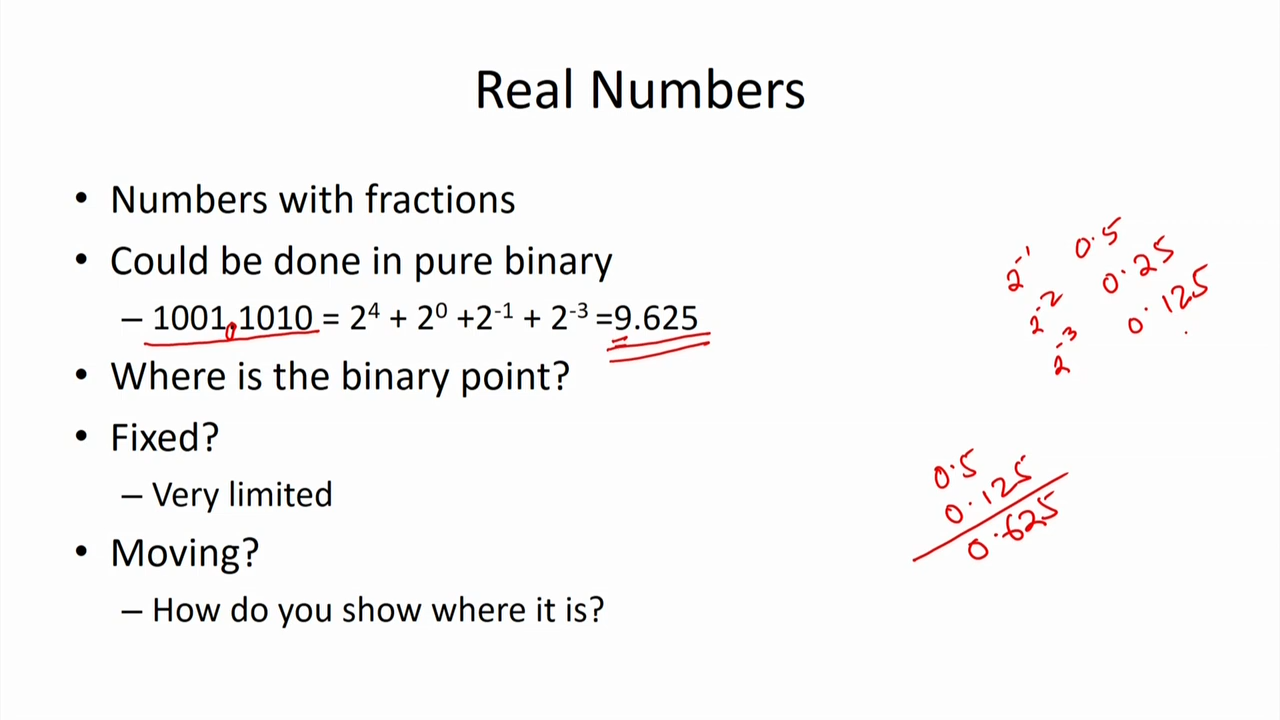 Real Numbers
• Numbers with fractions
• Could be done in pure binary
– 1001.1010 = 2⁴ + 2⁰ +2⁻¹ + 2⁻³ =9.625
• Where is the binary point?
• Fixed?
– Very limited
• Moving?
– How do you show where it is?
2⁻¹ 0.5
2⁻² 0.25
2⁻³ 0.125
0.5
0.125
0.625